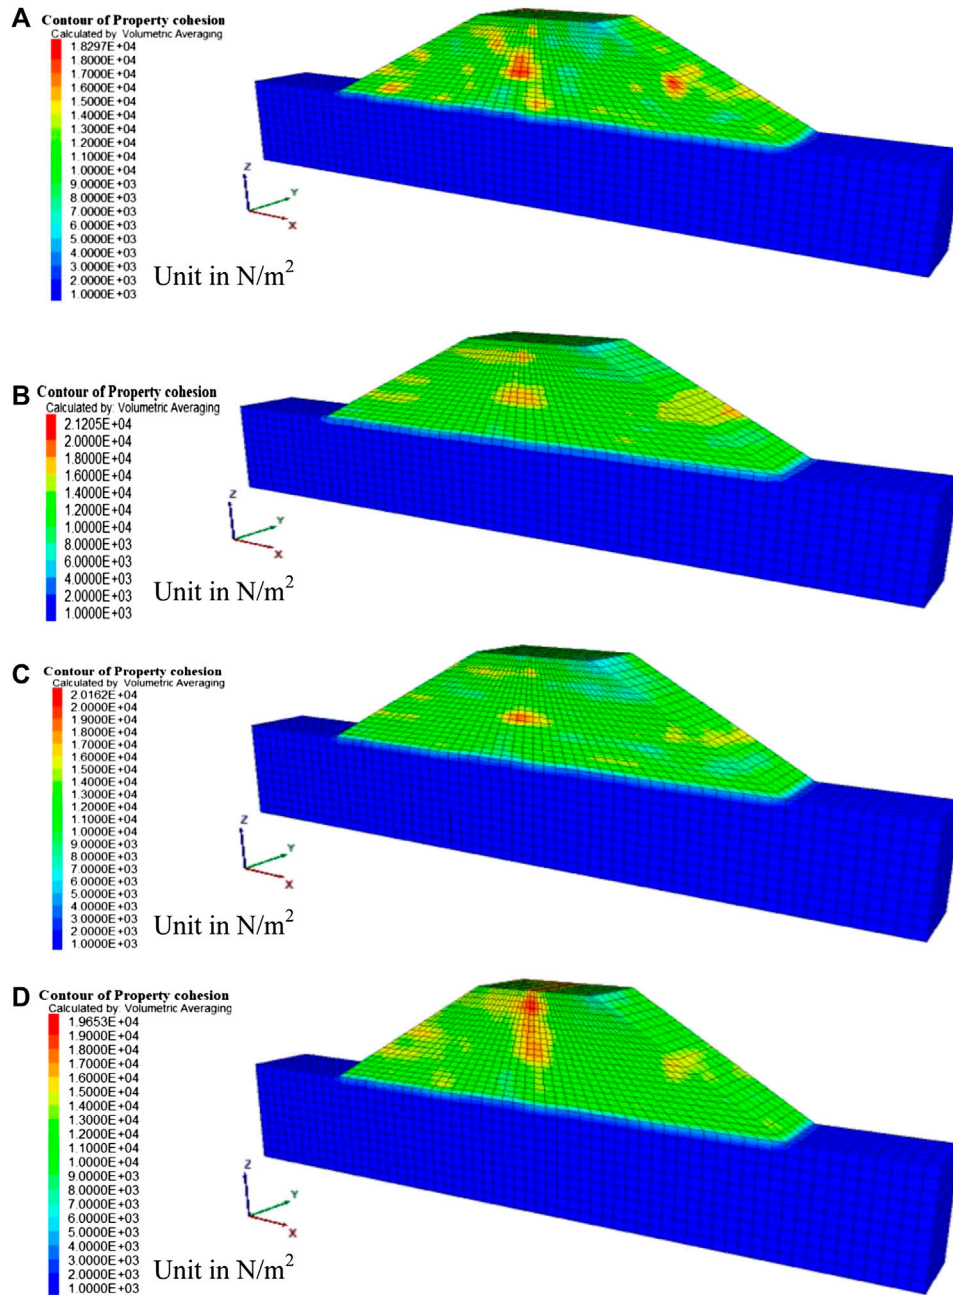 A
Contour of Property cohesion
Calculated by: Volumetric Averaging
1.8297E+04
1.8000E+04
1.7000E+04
1.6000E+04
1.5000E+04
1.4000E+04
1.3000E+04
1.2000E+04
1.1000E+04
1.0000E+04
9.0000E+03
8.0000E+03
7.0000E+03
6.0000E+03
5.0000E+03
4.0000E+03
3.0000E+03
2.0000E+03
1.0000E+03
Z
Y
X
Unit in N/m²
B
Contour of Property cohesion
Calculated by: Volumetric Averaging
2.1205E+04
2.0000E+04
1.8000E+04
1.6000E+04
1.4000E+04
1.2000E+04
1.0000E+04
8.0000E+03
6.0000E+03
4.0000E+03
2.0000E+03
1.0000E+03
Z
Y
X
Unit in N/m²
C
Contour of Property cohesion
Calculated by: Volumetric Averaging
2.0162E+04
2.0000E+04
1.9000E+04
1.8000E+04
1.7000E+04
1.6000E+04
1.5000E+04
1.4000E+04
1.3000E+04
1.2000E+04
1.1000E+04
1.0000E+04
9.0000E+03
8.0000E+03
7.0000E+03
6.0000E+03
5.0000E+03
4.0000E+03
3.0000E+03
2.0000E+03
1.0000E+03
Z
Y
X
Unit in N/m²
D
Contour of Property cohesion
Calculated by: Volumetric Averaging
1.9653E+04
1.9000E+04
1.8000E+04
1.7000E+04
1.6000E+04
1.5000E+04
1.4000E+04
1.3000E+04
1.2000E+04
1.1000E+04
1.0000E+04
9.0000E+03
8.0000E+03
7.0000E+03
6.0000E+03
5.0000E+03
4.0000E+03
3.0000E+03
2.0000E+03
1.0000E+03
Z
Y
X
Unit in N/m²